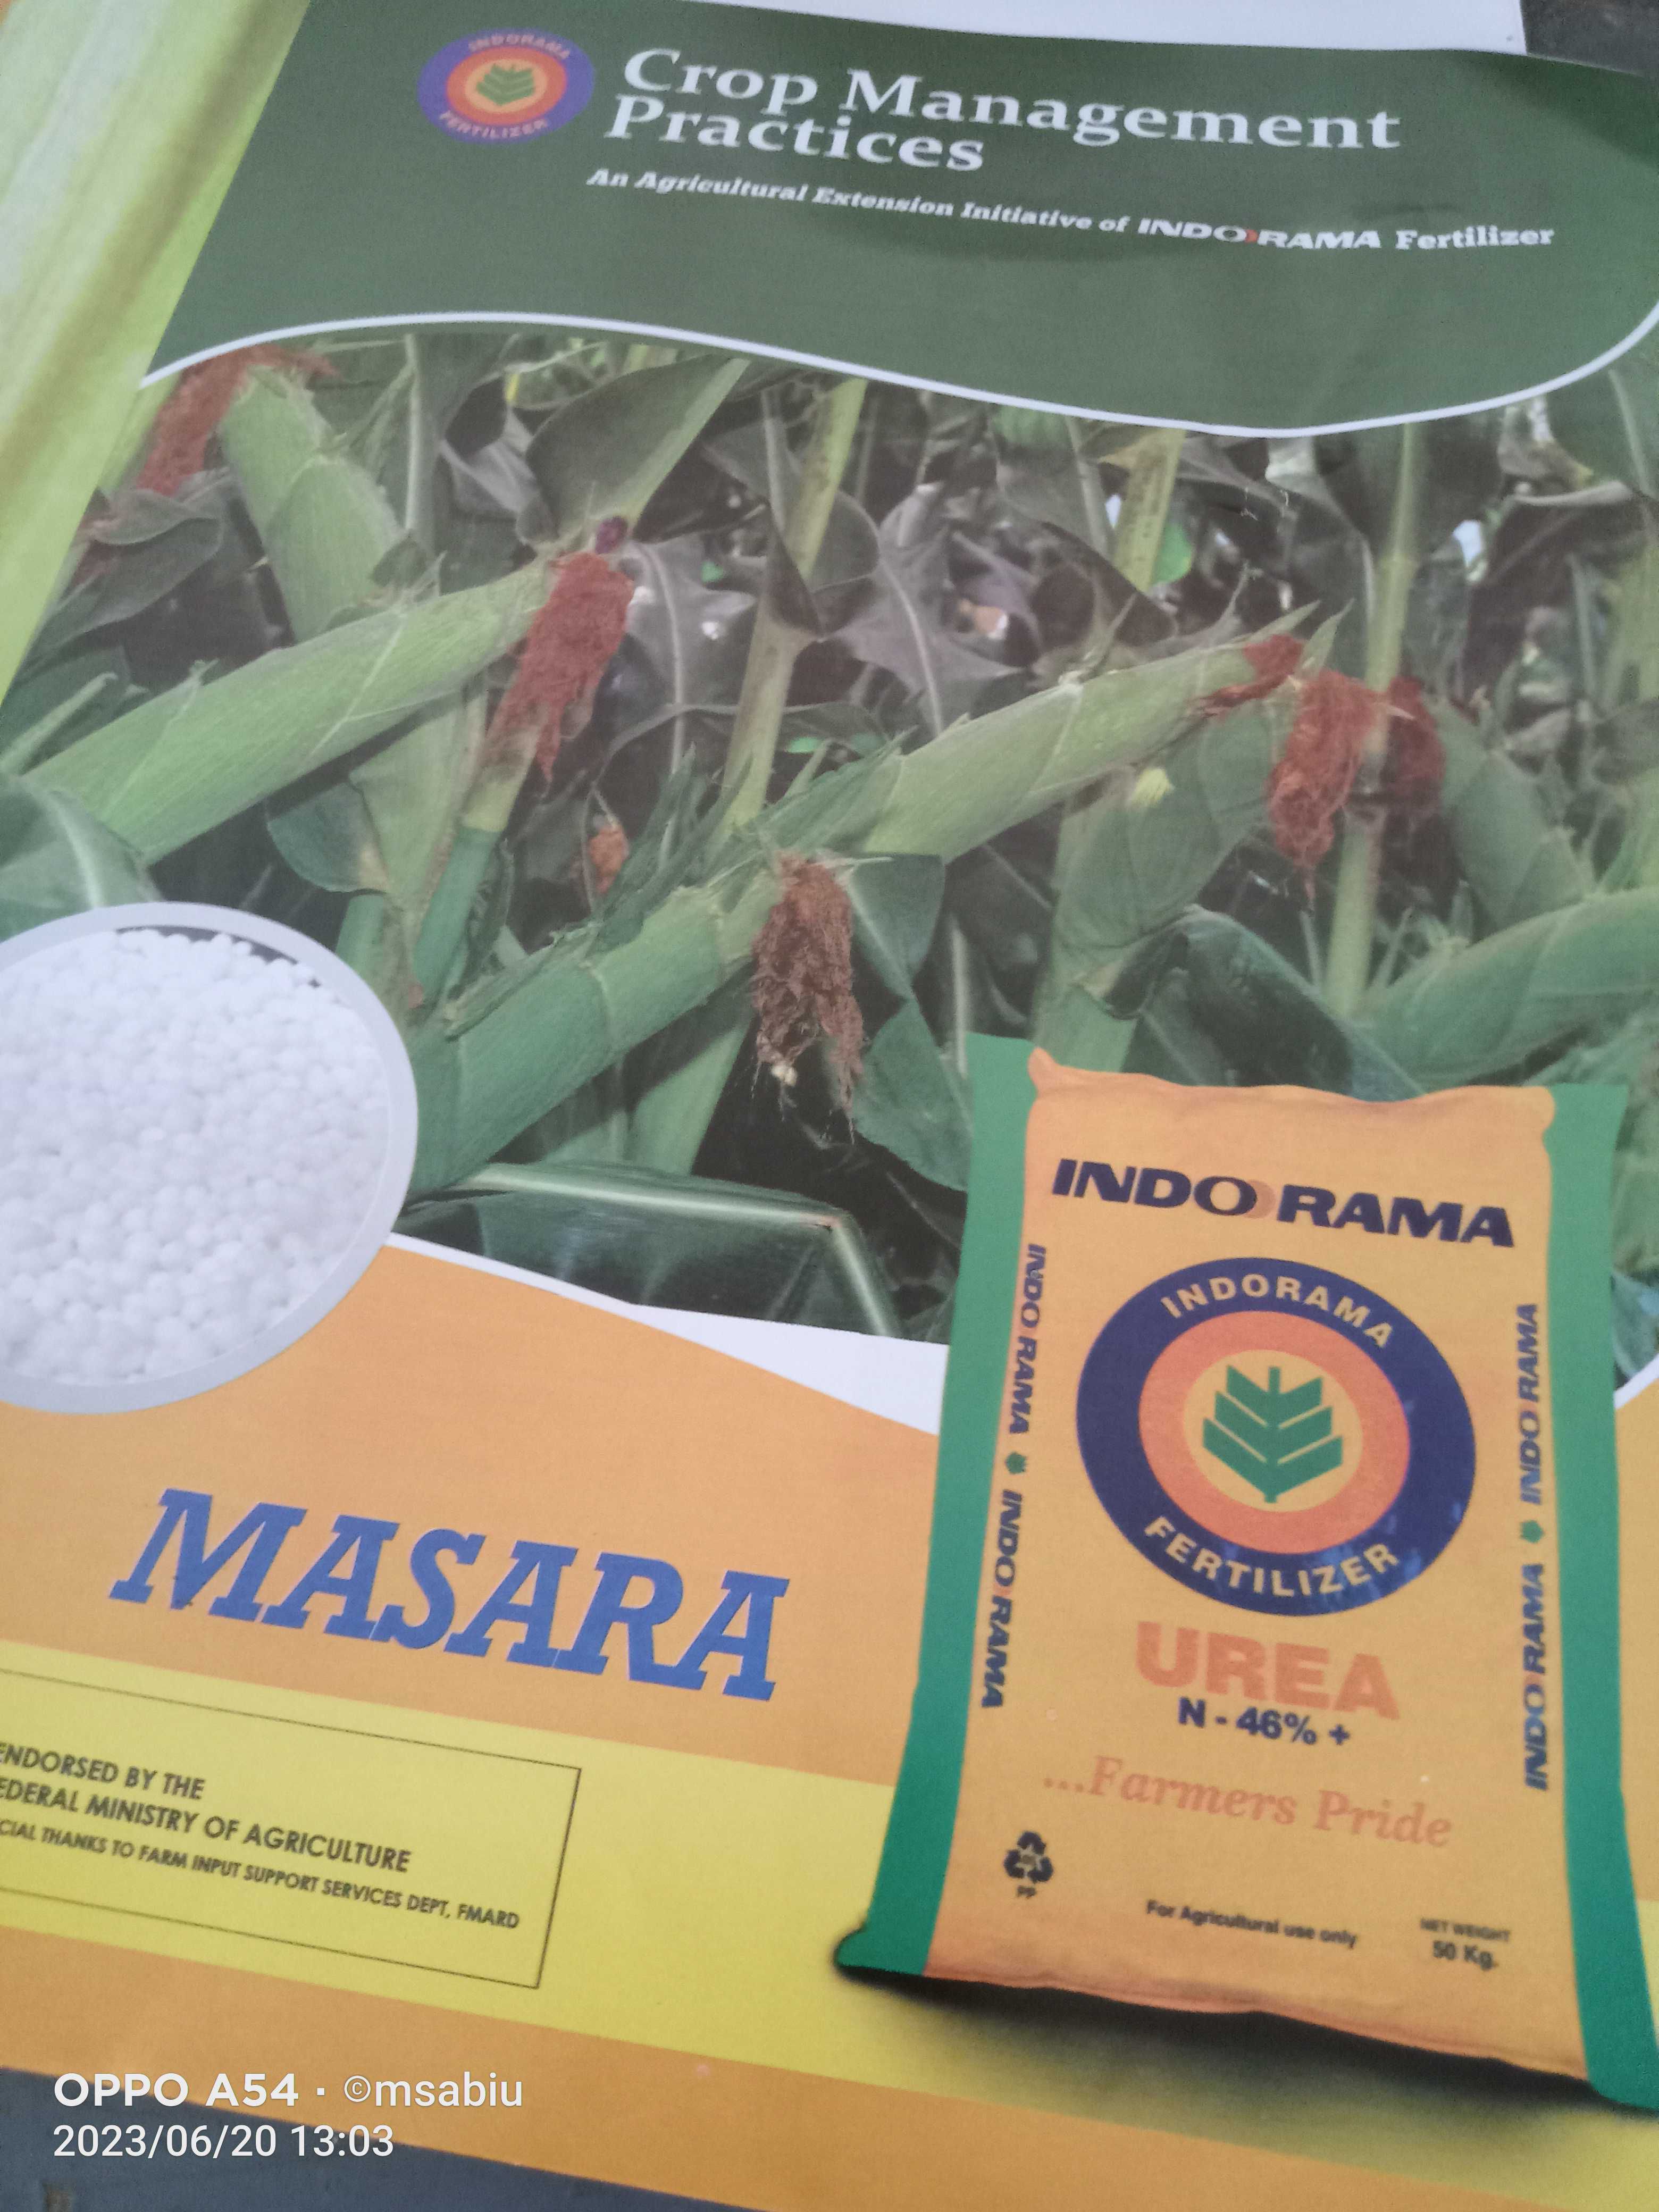 INDORAMA
FERTILIZER
Crop Management
Practices
An Agricultural Extension Initiative of INDORAMA Fertilizer
INDORAMA
INDORAMA
FERTILIZER
INDORAMA INDORAMA
INDORAMA INDORAMA
UREA
N - 46% +
...Farmers Pride
PP
For Agricultural use only
NET WEIGHT
50 Kg.
MASARA
ENDORSED BY THE
FEDERAL MINISTRY OF AGRICULTURE
THANKS TO FARM INPUT SUPPORT SERVICES DEPT, FMARD
OPPO A54 · ©msabiu
2023/06/20 13:03